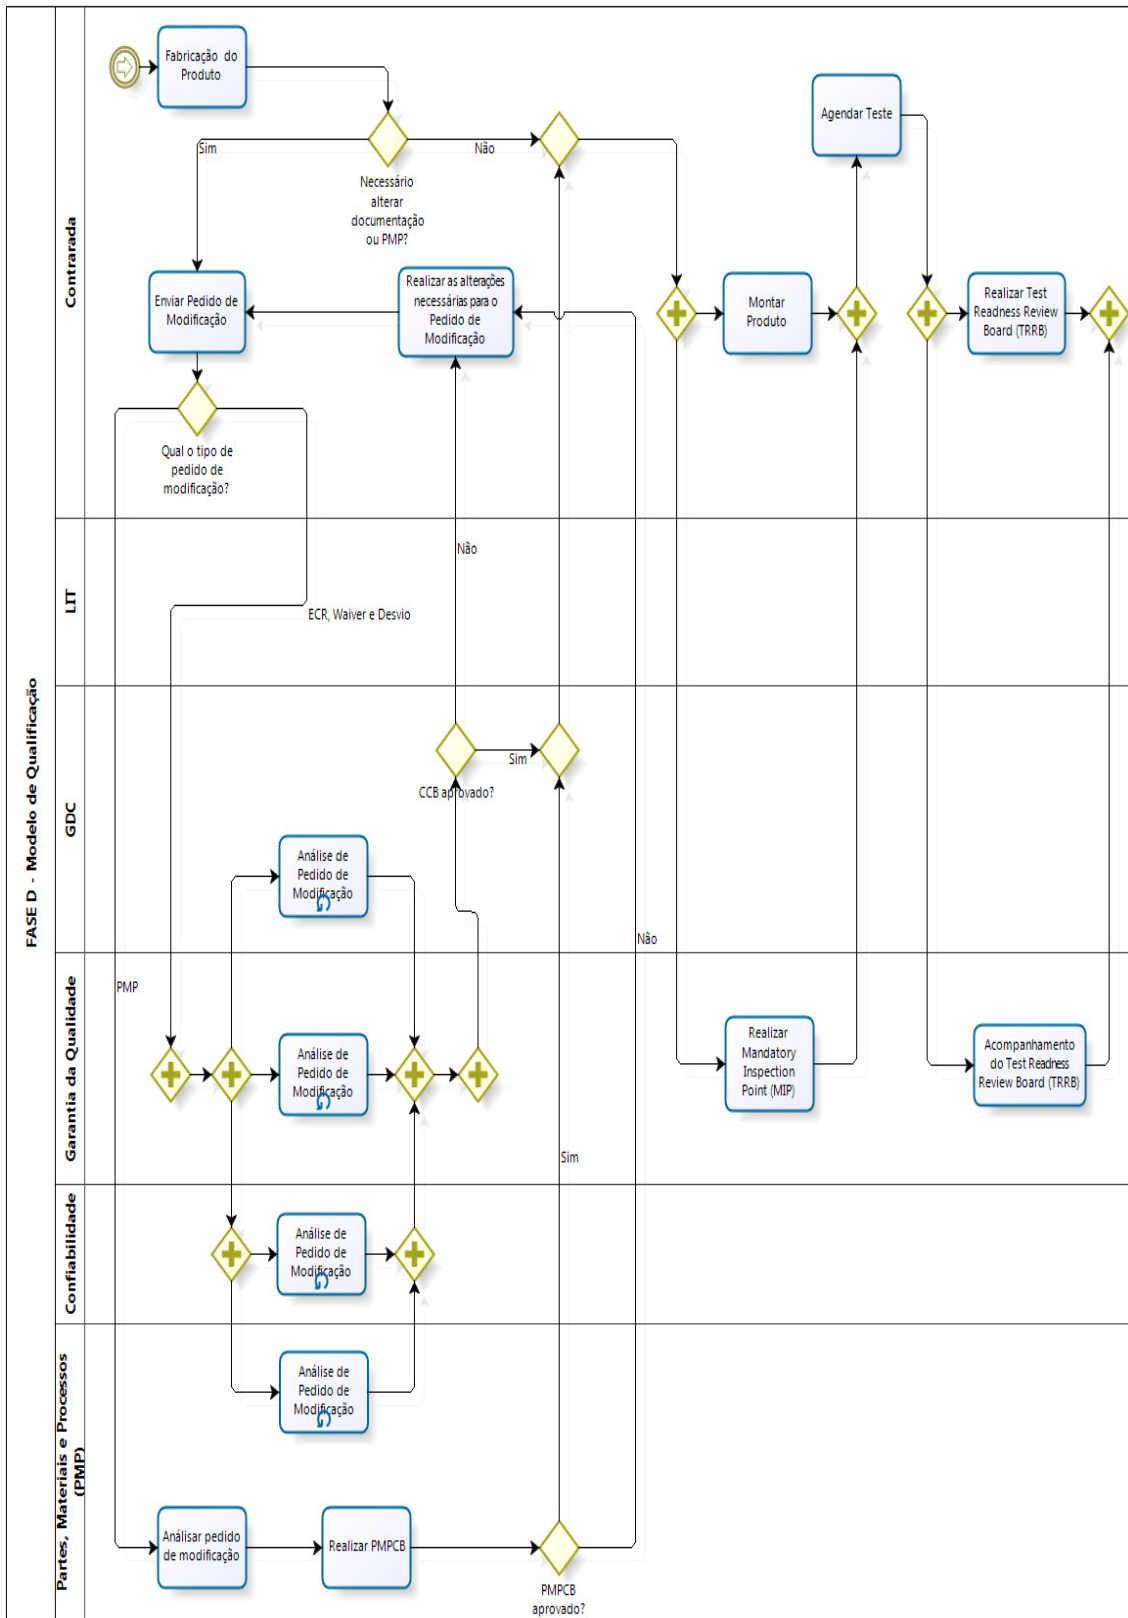 FASE D - Modelo de Qualificação
Contrarada
Fabricação do
Produto
Sim
Não
Necessário
alterar
documentação
ou PMP?
Agendar Teste
Enviar Pedido de
Modificação
Realizar as alterações
necessárias para o
Pedido de
Modificação
Montar
Produto
Realizar Test
Readness Review
Board (TRRB)
Qual o tipo de
pedido de
modificação?
LIT
Não
ECR, Waiver e Desvio
GDC
Sim
CCB aprovado?
Análise de
Pedido de
Modificação
Não
Garantia da Qualidade
PMP
Análise de
Pedido de
Modificação
Realizar
Mandatory
Inspection
Point (MIP)
Acompanhamento
do Test Readness
Review Board (TRRB)
Sim
Confiabilidade
Análise de
Pedido de
Modificação
Partes, Materiais e Processos
(PMP)
Análise de
Pedido de
Modificação
Análisar pedido
de modificação
Realizar PMPCB
PMPCB
aprovado?